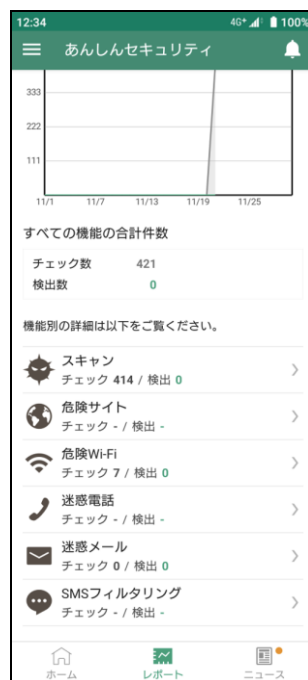 12:34 4G+ 100%
あんしんセキュリティ
333
222
111
11/1 11/7 11/13 11/19 11/25
すべての機能の合計件数
チェック数 421
検出数 0
機能別の詳細は以下をご覧ください。
スキャン
チェック 414 / 検出 0
危険サイト
チェック - / 検出 -
危険Wi-Fi
チェック 7 / 検出 0
迷惑電話
チェック - / 検出 -
迷惑メール
チェック 0 / 検出 0
SMSフィルタリング
チェック - / 検出 -
ホーム レポート ニュース